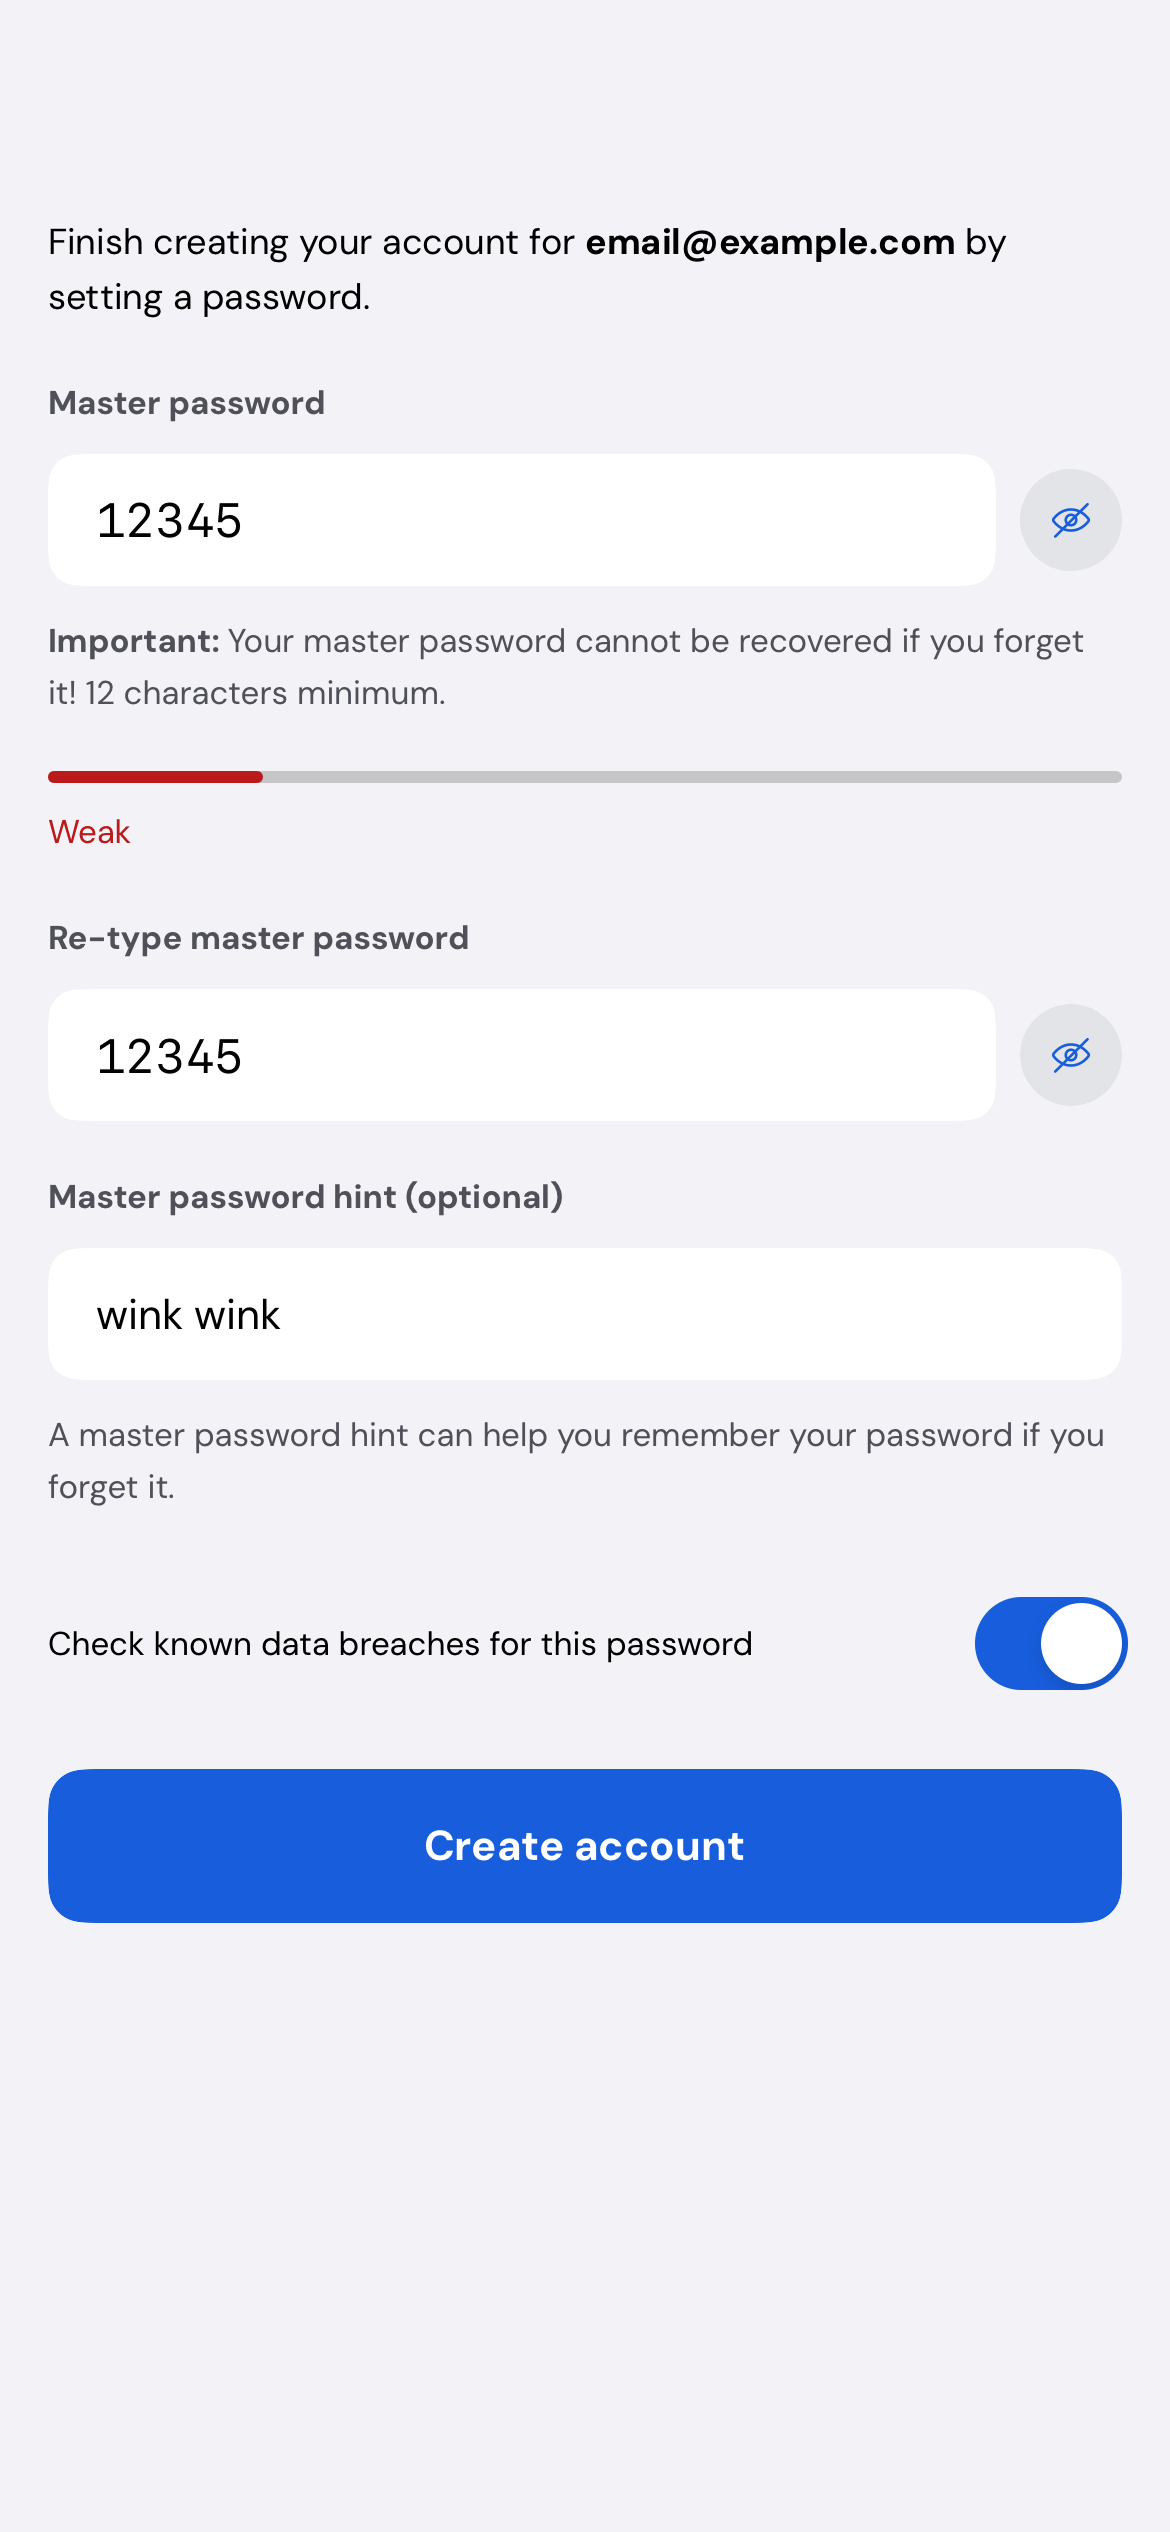 Finish creating your account for email@example.com by
setting a password.
Master password
12345
Important: Your master password cannot be recovered if you forget
it! 12 characters minimum.
Weak
Re-type master password
12345
Master password hint (optional)
wink wink
A master password hint can help you remember your password if you
forget it.
Check known data breaches for this password
Create account